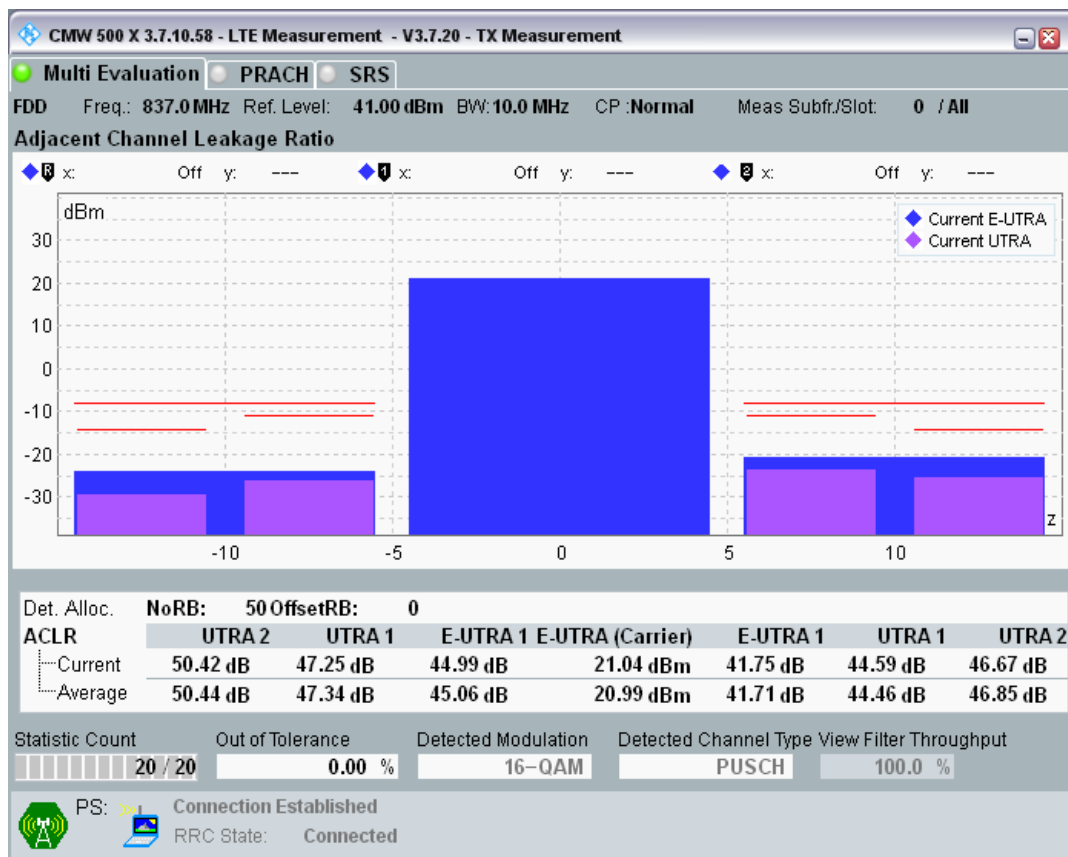 CMW 500 X 3.7.10.58 - LTE Measurement - V3.7.20 - TX Measurement
Multi Evaluation PRACH SRS
FDD Freq.: 837.0 MHz Ref. Level: 41.00 dBm BW: 10.0 MHz CP :Normal Meas Subfr./Slot: 0 / All
Adjacent Channel Leakage Ratio
R x: Off y: --- 1 x: Off y: --- 2 x: Off y: ---
dBm
Current E-UTRA
Current UTRA
30
20
10
0
-10
-20
-30
z
-10 -5 0 5 10
Det. Alloc. NoRB: 50 OffsetRB: 0
ACLR UTRA 2 UTRA 1 E-UTRA 1 E-UTRA (Carrier) E-UTRA 1 UTRA 1 UTRA 2
Current 50.42 dB 47.25 dB 44.99 dB 21.04 dBm 41.75 dB 44.59 dB 46.67 dB
Average 50.44 dB 47.34 dB 45.06 dB 20.99 dBm 41.71 dB 44.46 dB 46.85 dB
Statistic Count Out of Tolerance Detected Modulation Detected Channel Type View Filter Throughput
20 / 20 0.00 % 16-QAM PUSCH 100.0 %
PS: Connection Established
RRC State: Connected